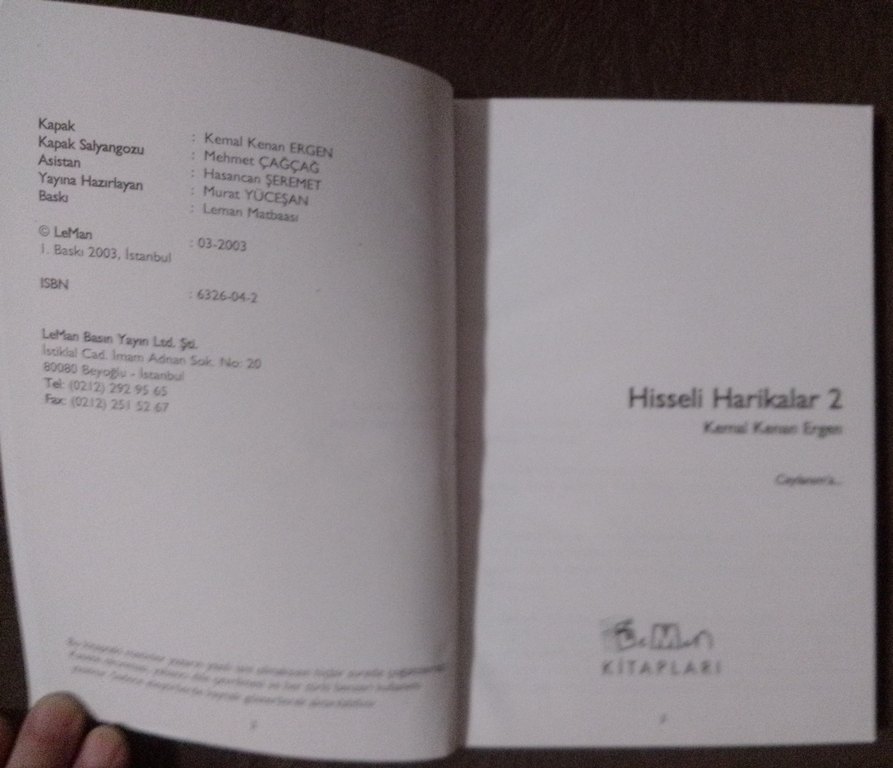 Kapak : Kemal Kenan ERGEN
Kapak Salyangozu : Mehmet ÇAĞÇAĞ
Asistan : Hasancan ŞEREMET
Yayına Hazırlayan : Murat YÜCEŞAN
Baskı : Leman Matbaası
© LeMan : 03-2003
1. Baskı 2003, İstanbul
ISBN : 6326-04-2
LeMan Basın Yayın Ltd. Şti.
İstiklal Cad. İmam Adnan Sok. No: 20
80080 Beyoğlu - İstanbul
Tel: (0212) 292 95 65
Fax: (0212) 251 52 67
Hisseli Harikalar 2
Kemal Kenan Ergen
LeMan
KİTAPLARI